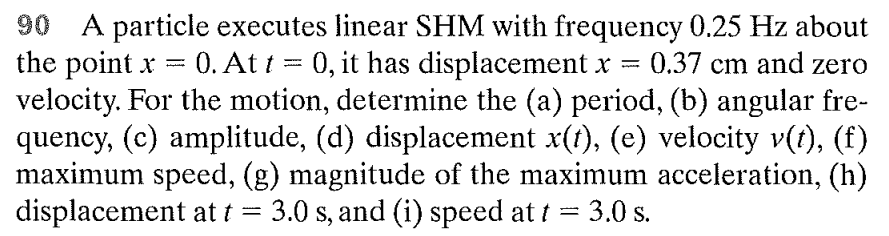 90 A particle executes linear SHM with frequency 0.25 Hz about
the point x = 0. At t = 0, it has displacement x = 0.37 cm and zero
velocity. For the motion, determine the (a) period, (b) angular fre-
quency, (c) amplitude, (d) displacement x(t), (e) velocity v(t), (f)
maximum speed, (g) magnitude of the maximum acceleration, (h)
displacement at t = 3.0 s, and (i) speed at t = 3.0 s.